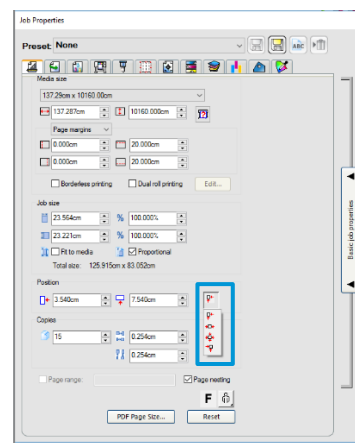 Job Properties
Preset: None
ABC
Media size
137.29cm x 10160.00cm
137.287cm 10160.000cm
Page margins
0.000cm 20.000cm
0.000cm 20.000cm
Borderless printing Dual roll printing Edit...
Job size
23.564cm % 100.000%
23.221cm % 100.000%
Fit to media Proportional
Total size: 125.915cm x 83.052cm
Position
3.540cm 7.540cm
Copies
15 0.254cm
0.254cm
Page range: Page nesting
F
PDF Page Size... Reset
Basic job properties